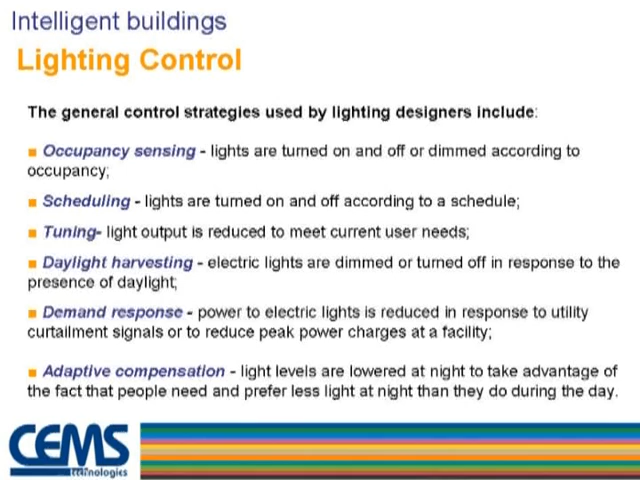 Intelligent buildings
Lighting Control
The general control strategies used by lighting designers include:
■ Occupancy sensing - lights are turned on and off or dimmed according to
occupancy;
■ Scheduling - lights are turned on and off according to a schedule;
■ Tuning- light output is reduced to meet current user needs;
■ Daylight harvesting - electric lights are dimmed or turned off in response to the
presence of daylight;
■ Demand response - power to electric lights is reduced in response to utility
curtailment signals or to reduce peak power charges at a facility;
■ Adaptive compensation - light levels are lowered at night to take advantage of
the fact that people need and prefer less light at night than they do during the day.
CEMS
technologies